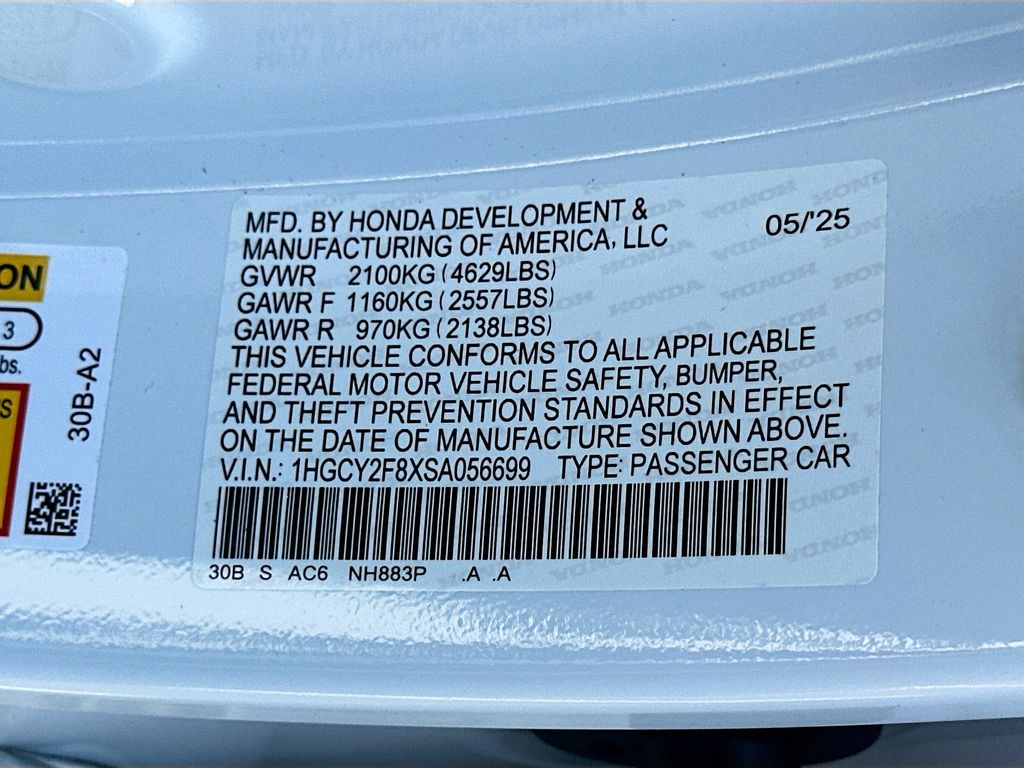 MFD. BY HONDA DEVELOPMENT &
MANUFACTURING OF AMERICA, LLC
05/'25
GVWR 2100KG (4629LBS)
GAWR F 1160KG (2557LBS)
GAWR R 970KG (2138LBS)
THIS VEHICLE CONFORMS TO ALL APPLICABLE
FEDERAL MOTOR VEHICLE SAFETY, BUMPER,
AND THEFT PREVENTION STANDARDS IN EFFECT
ON THE DATE OF MANUFACTURE SHOWN ABOVE.
V.I.N.: 1HGCY2F8XSA056699 TYPE: PASSENGER CAR
30B S AC6 NH883P .A .A
ON
3
bs.
S
30B-A2
HONDA